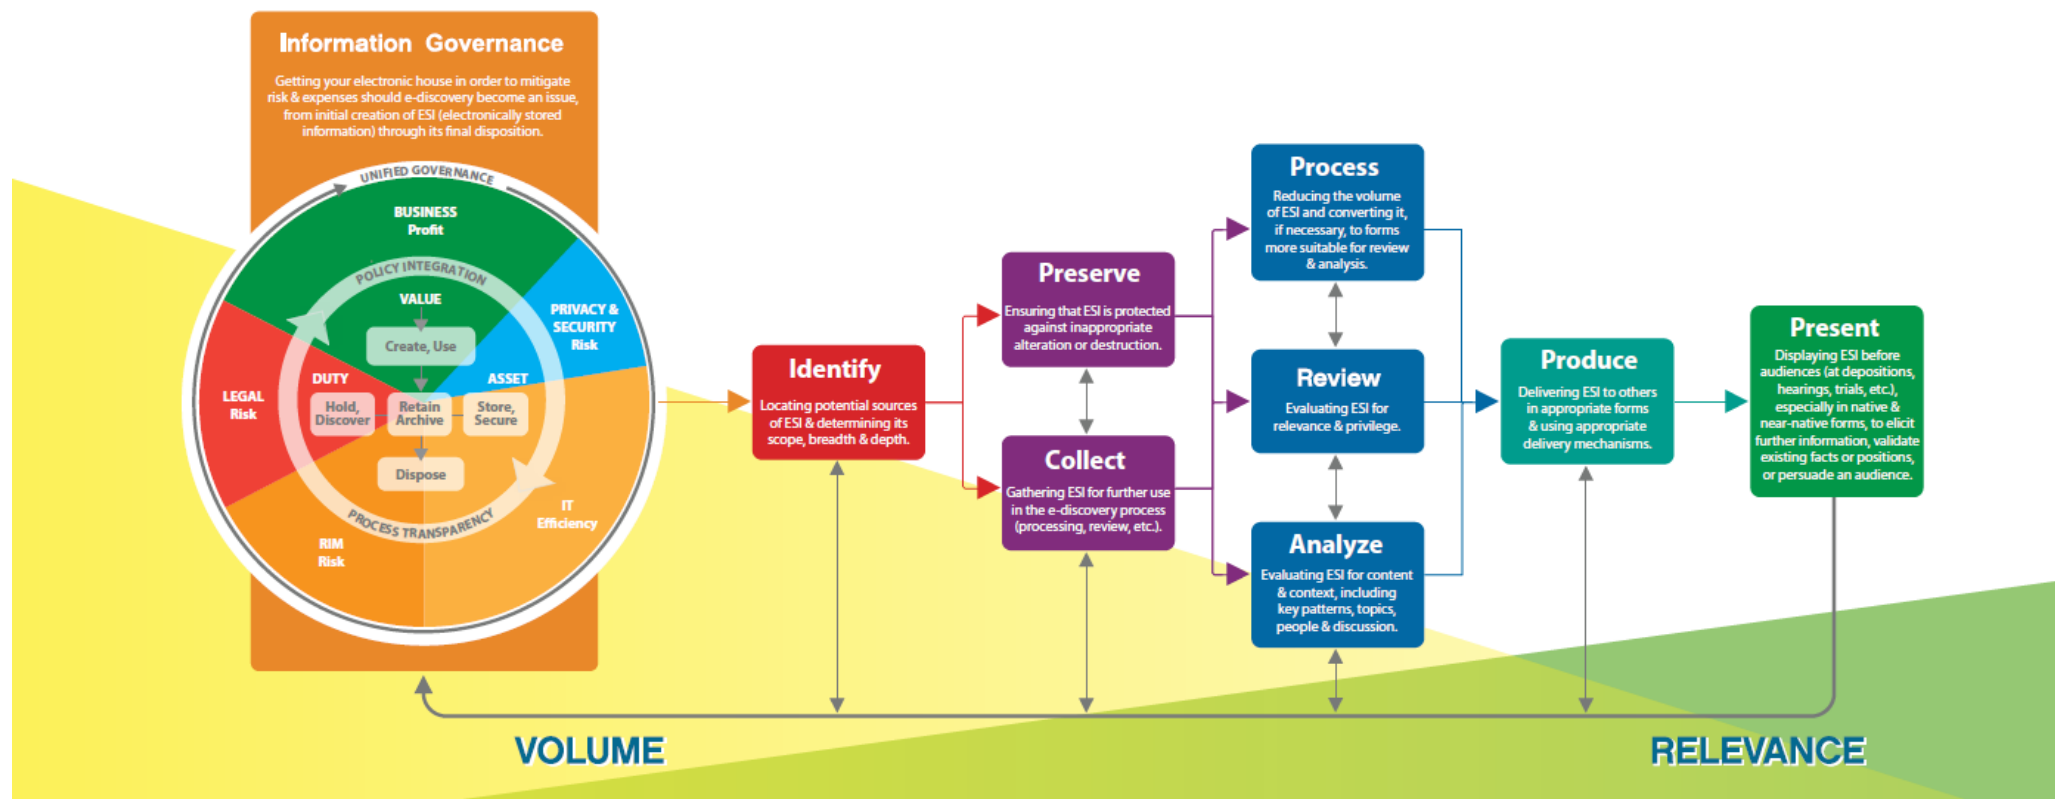 Information Governance
Getting your electronic house in order to mitigate
risk & expenses should e-discovery become an issue,
from initial creation of ESI (electronically stored
information) through its final disposition.
UNIFIED GOVERNANCE
BUSINESS
Profit
POLICY INTEGRATION
VALUE
Create, Use
PRIVACY &
SECURITY
Risk
DUTY
ASSET
LEGAL
Risk
Hold,
Discover
Retain
Archive
Store,
Secure
Dispose
PROCESS TRANSPARENCY
IT
Efficiency
RIM
Risk
Identify
Locating potential sources
of ESI & determining its
scope, breadth & depth.
Preserve
Ensuring that ESI is protected
against inappropriate
alteration or destruction.
Collect
Gathering ESI for further use
in the e-discovery process
(processing, review, etc.).
Process
Reducing the volume
of ESI and converting it,
if necessary, to forms
more suitable for review
& analysis.
Review
Evaluating ESI for
relevance & privilege.
Analyze
Evaluating ESI for content
& context, including
key patterns, topics,
people & discussion.
Produce
Delivering ESI to others
in appropriate forms
& using appropriate
delivery mechanisms.
Present
Displaying ESI before
audiences (at depositions,
hearings, trials, etc.),
especially in native &
near-native forms, to elicit
further information, validate
existing facts or positions,
or persuade an audience.
VOLUME
RELEVANCE